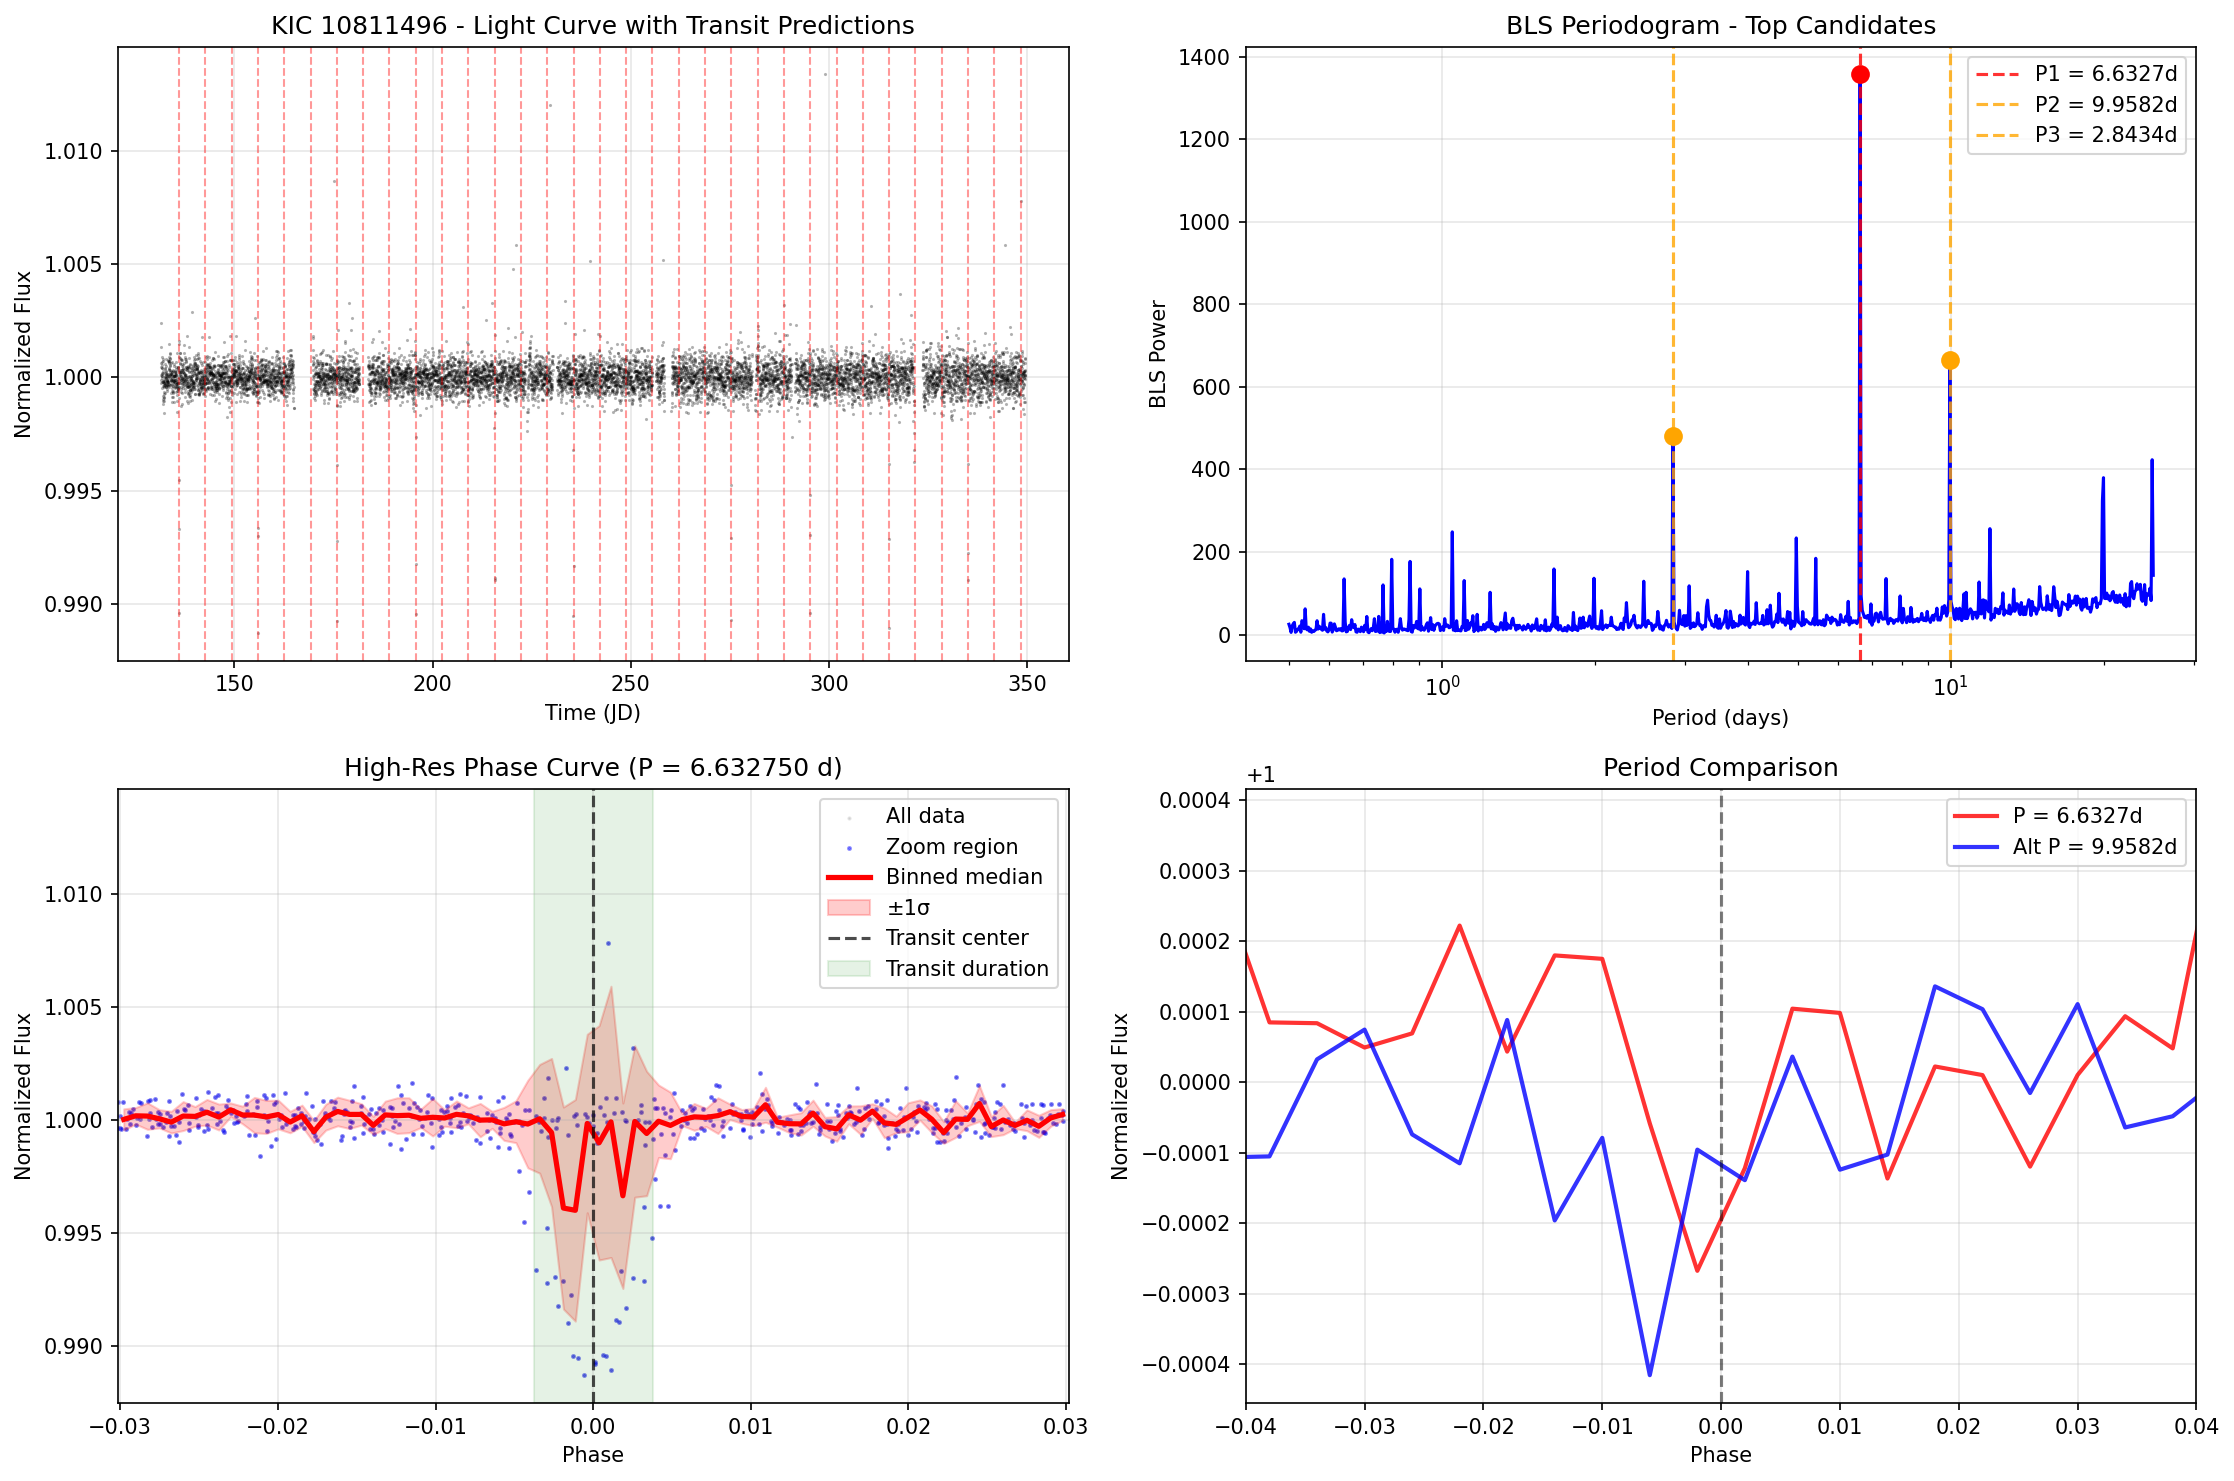 KIC 10811496 - Light Curve with Transit Predictions
1.010
1.005
1.000
0.995
0.990
Normalized Flux
150
200
250
300
350
Time (JD)
BLS Periodogram - Top Candidates
1400
1200
1000
800
600
400
200
0
BLS Power
P1 = 6.6327d
P2 = 9.9582d
P3 = 2.8434d
10⁰
10¹
Period (days)
High-Res Phase Curve (P = 6.632750 d)
1.010
1.005
1.000
0.995
0.990
Normalized Flux
All data
Zoom region
Binned median
±1σ
Transit center
Transit duration
−0.03
−0.02
−0.01
0.00
0.01
0.02
0.03
Phase
Period Comparison
+1
0.0004
0.0003
0.0002
0.0001
0.0000
−0.0001
−0.0002
−0.0003
−0.0004
Normalized Flux
P = 6.6327d
Alt P = 9.9582d
−0.04
−0.03
−0.02
−0.01
0.00
0.01
0.02
0.03
0.04
Phase